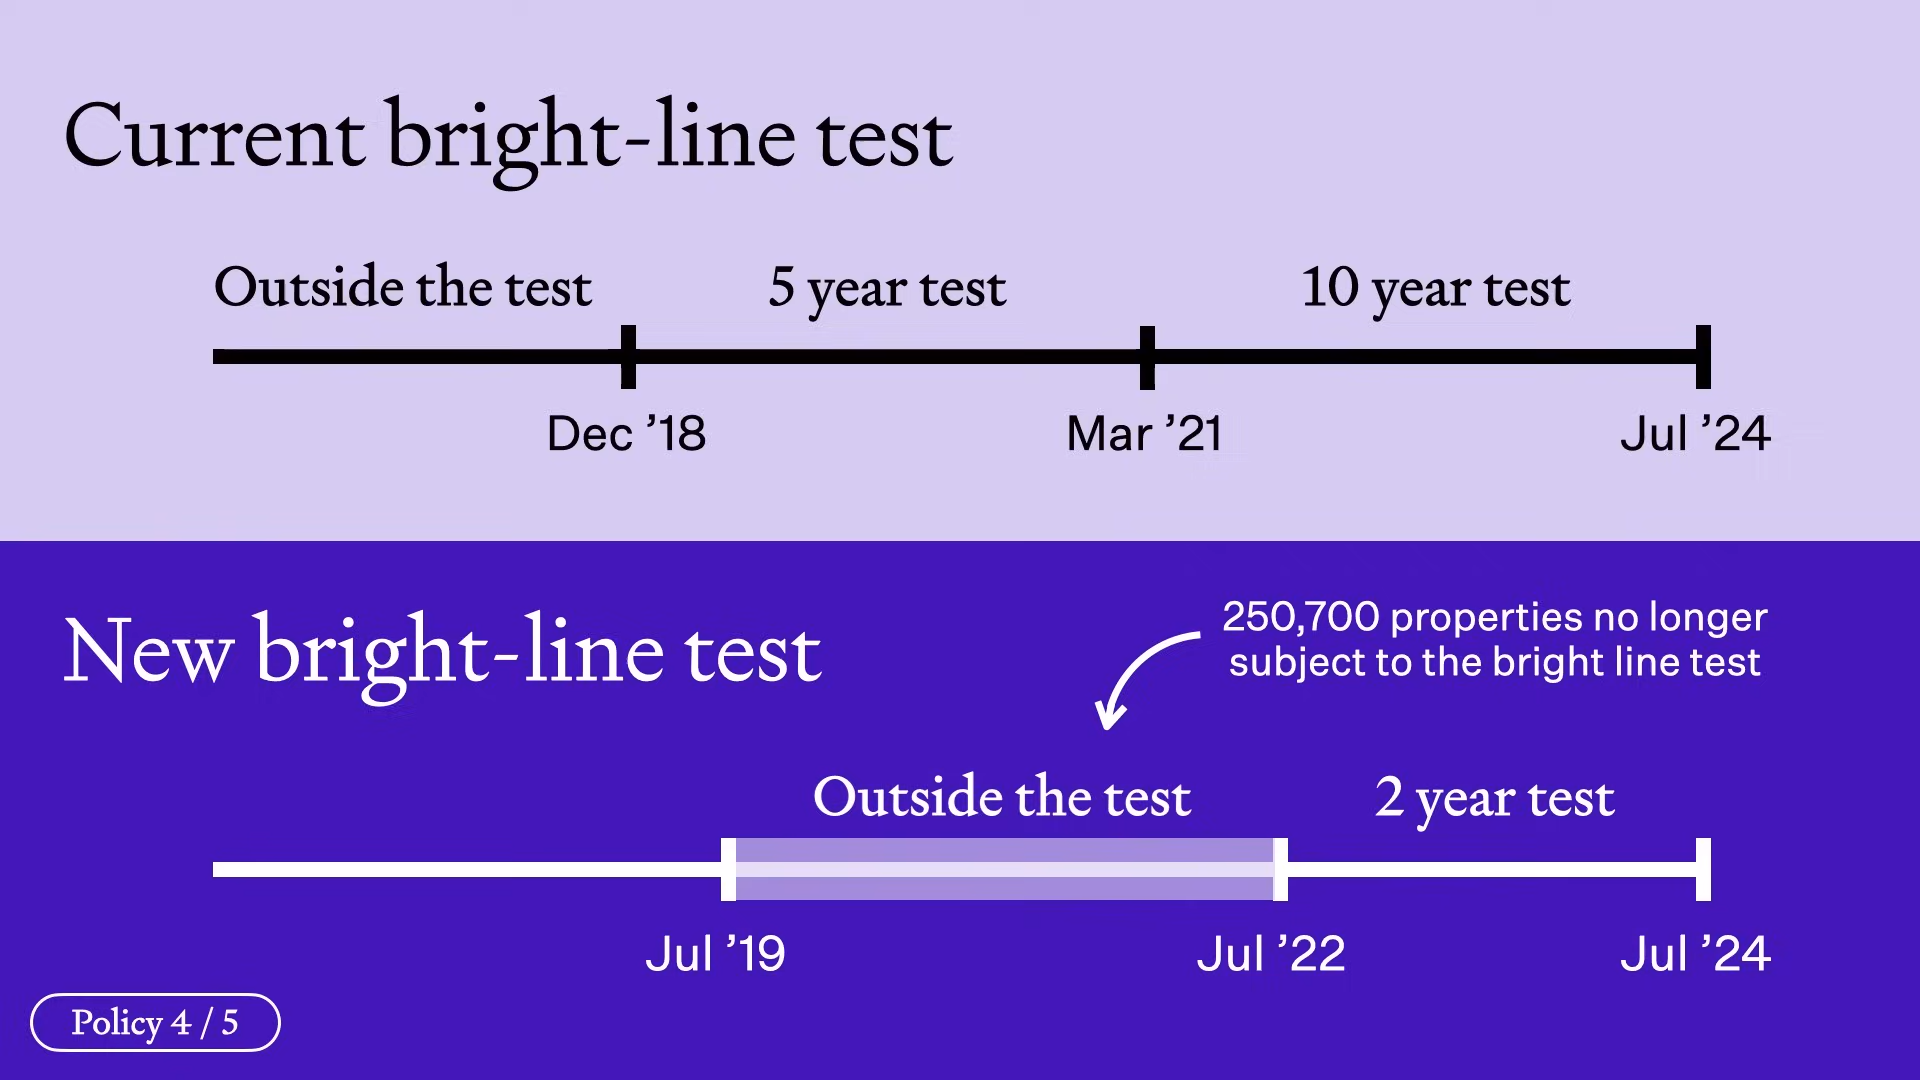 Current bright-line test
Outside the test
5 year test
10 year test
Dec ’18
Mar ’21
Jul ’24
New bright-line test
250,700 properties no longer
subject to the bright line test
Outside the test
2 year test
Jul ’19
Jul ’22
Jul ’24
Policy 4 / 5